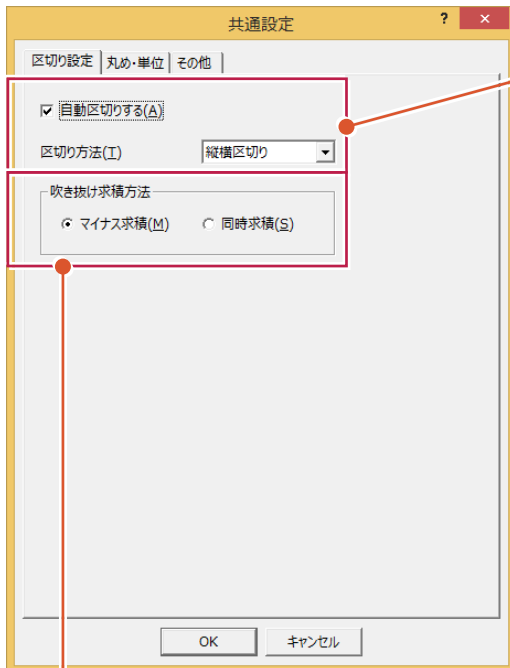 共通設定
? ×
区切り設定 丸め・単位 その他
自動区切りする(A)
区切り方法(T) 縦横区切り
吹き抜け求積方法
マイナス求積(M) 同時求積(S)
OK キャンセル